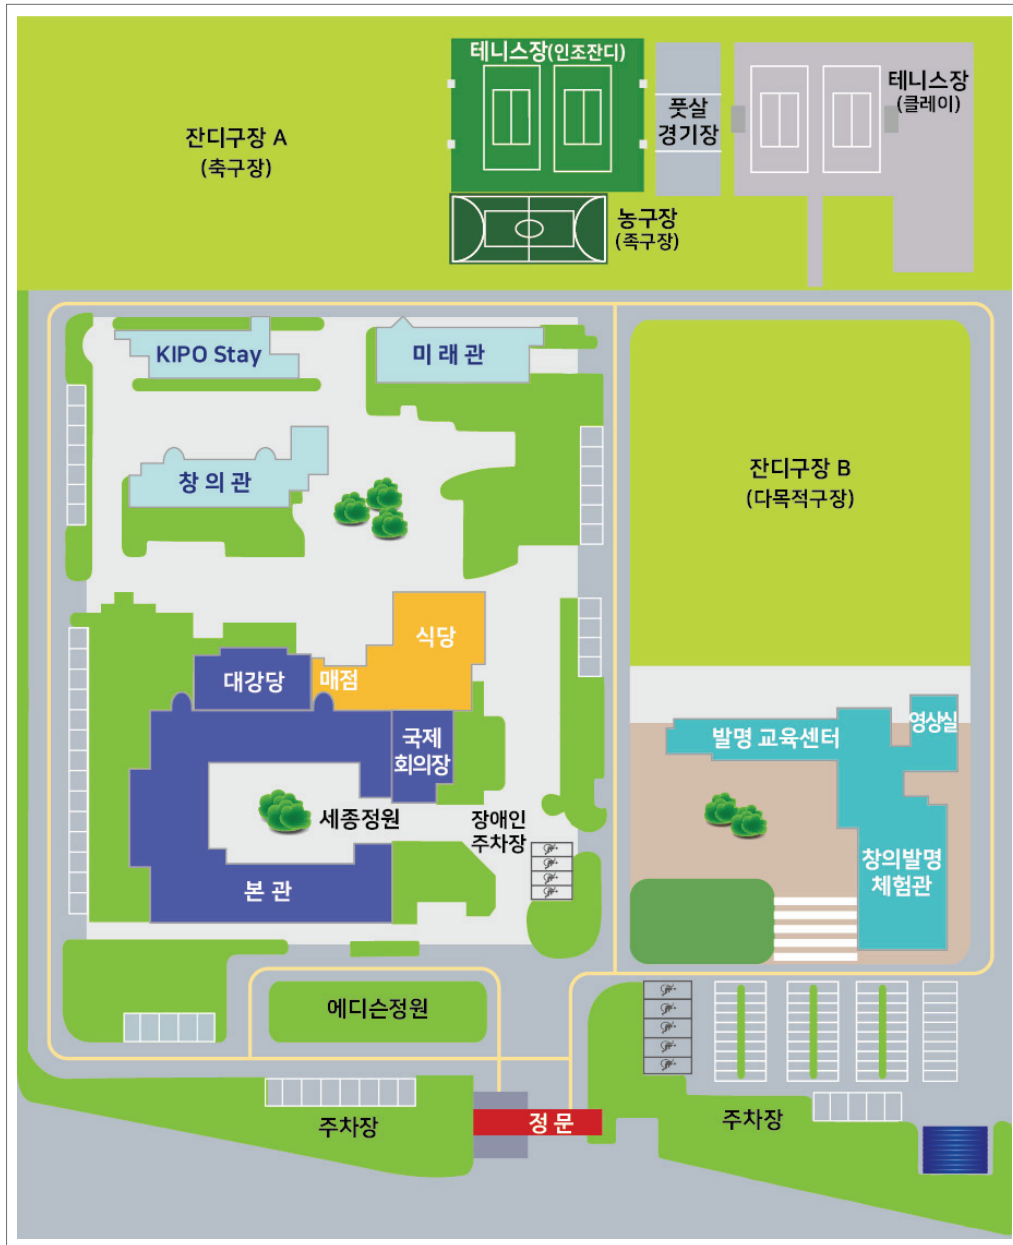 테니스장(인조잔디)
풋살
경기장
테니스장
(클레이)
잔디구장 A
(축구장)
농구장
(족구장)
KIPO Stay
미래관
창의관
잔디구장 B
(다목적구장)
식당
대강당
매점
국제
회의장
영상실
발명 교육센터
세종정원
장애인
주차장
본관
창의발명
체험관
에디슨정원
주차장
정문
주차장